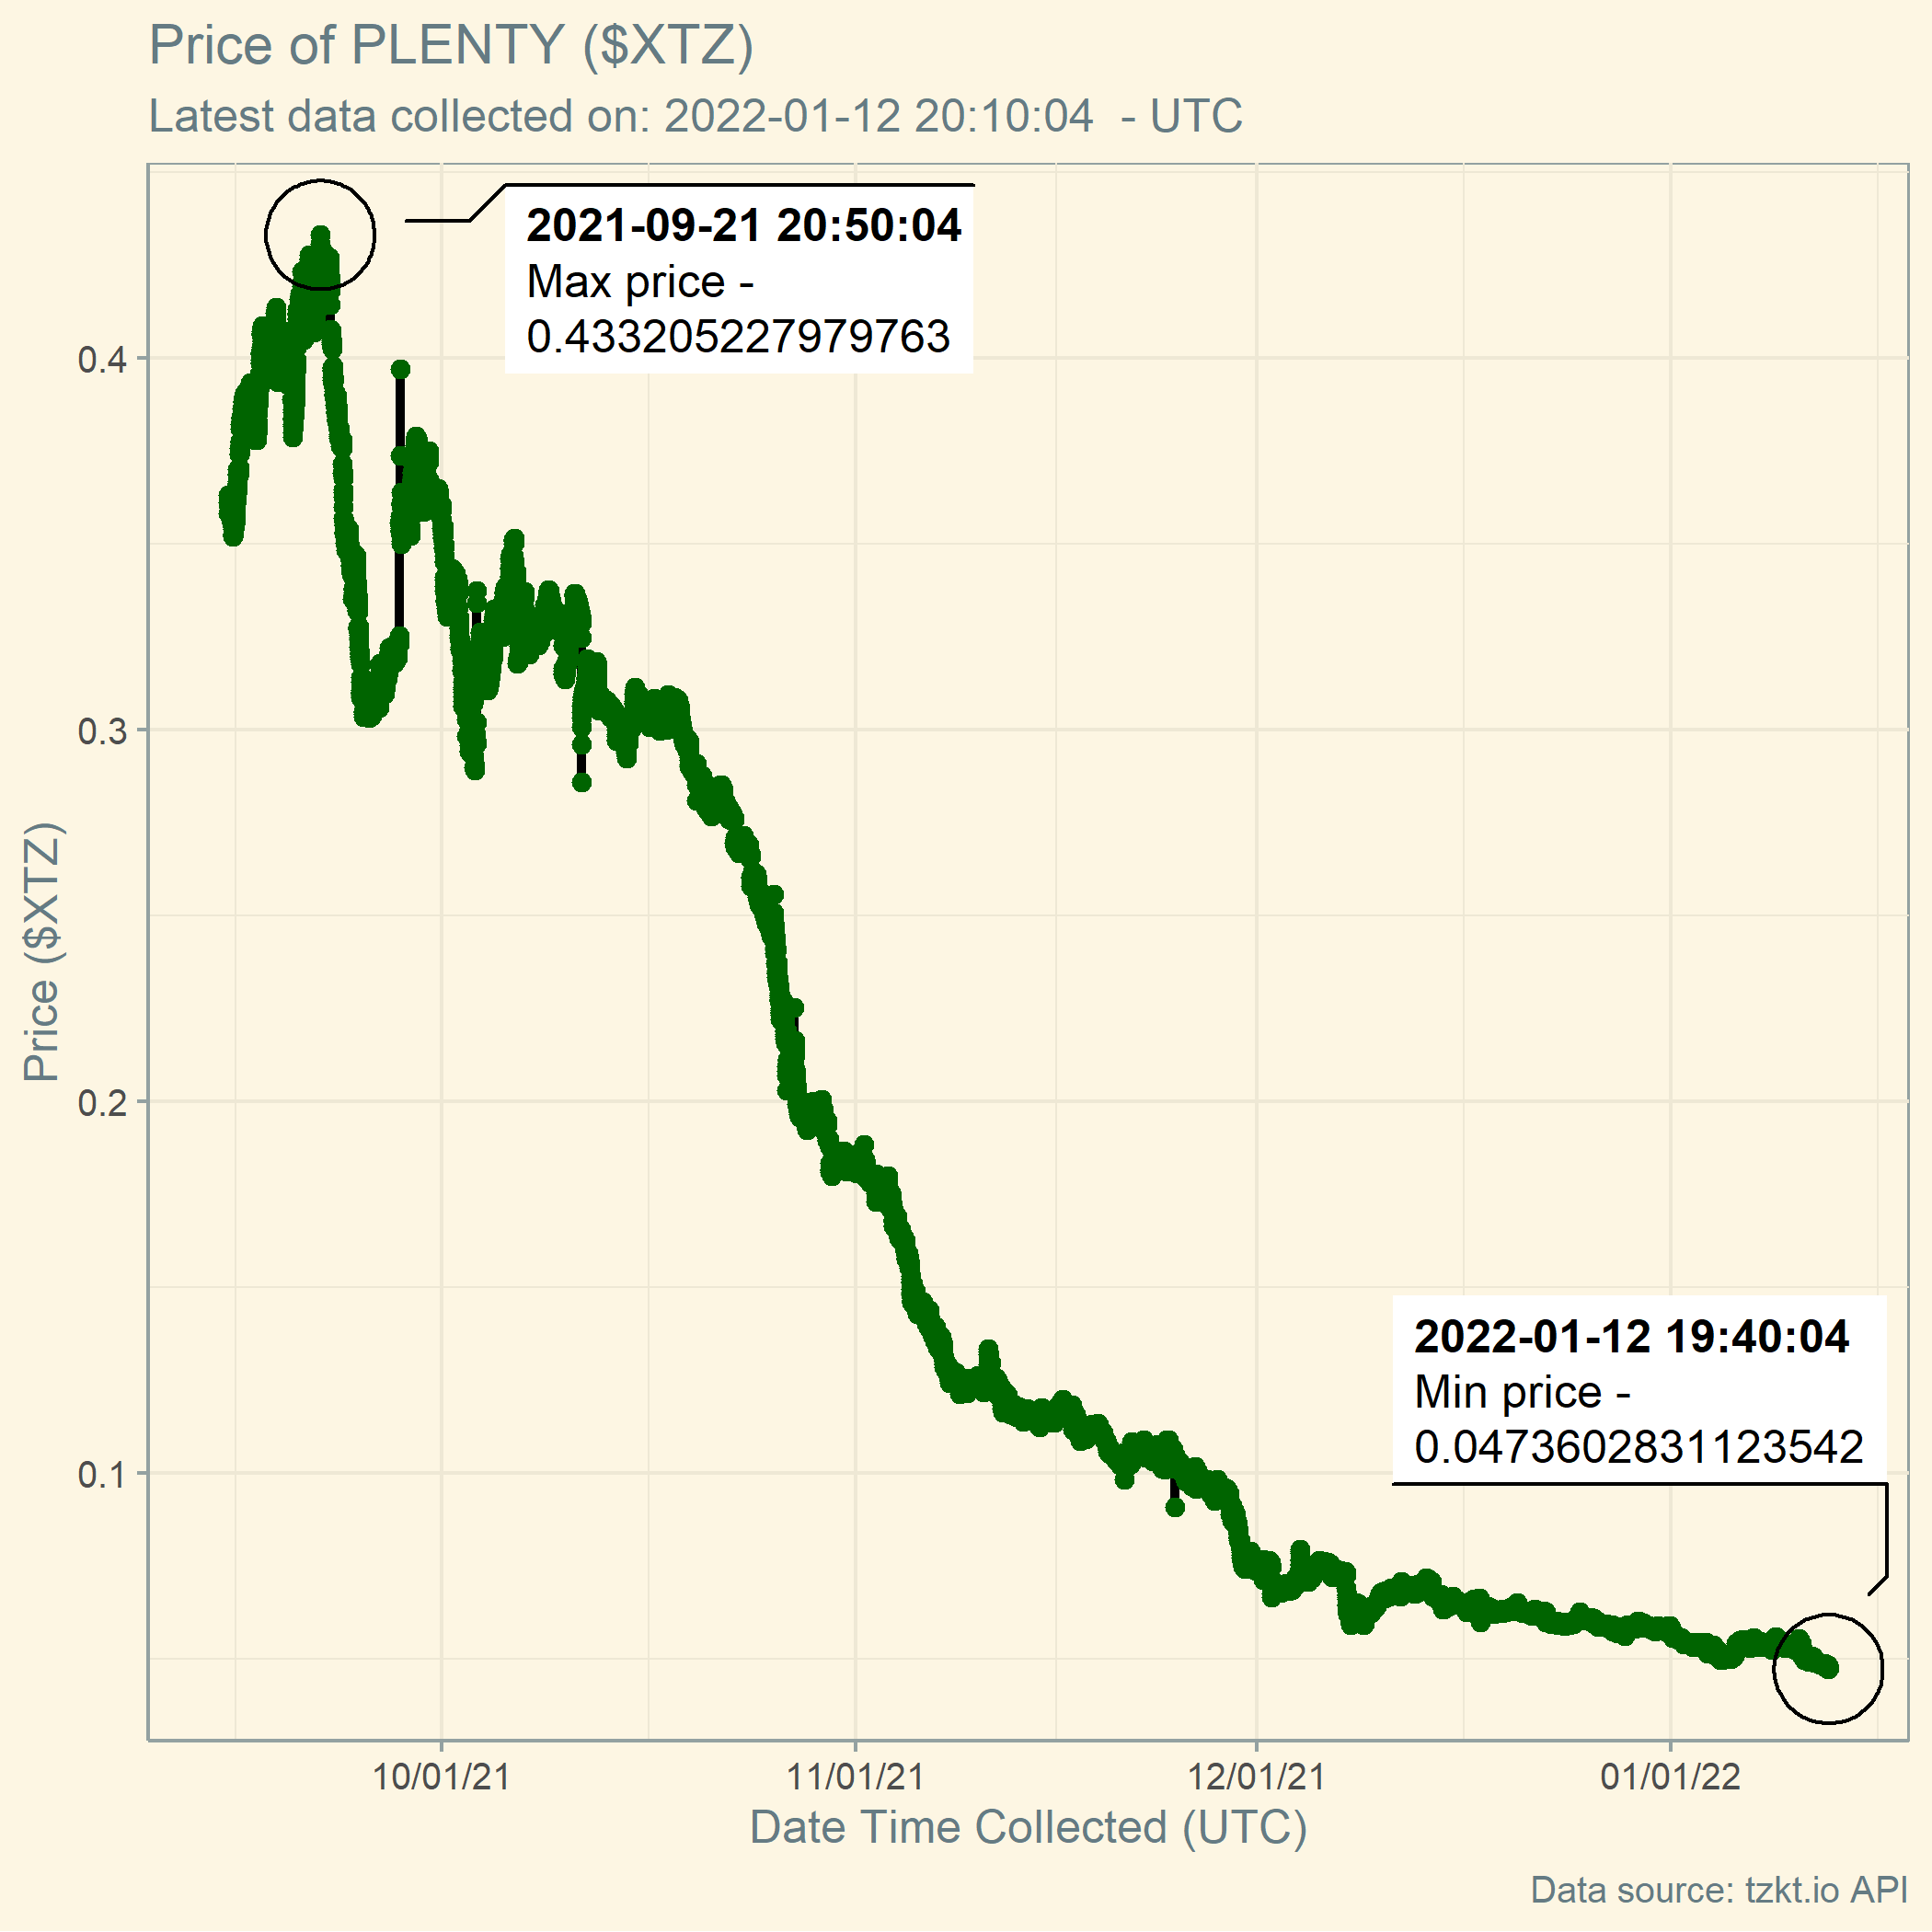 Price of PLENTY ($XTZ)
Latest data collected on: 2022-01-12 20:10:04  - UTC
2021-09-21 20:50:04
Max price -
0.433205227979763
0.4
0.3
0.2
0.1
Price ($XTZ)
2022-01-12 19:40:04
Min price -
0.0473602831123542
10/01/21
11/01/21
12/01/21
01/01/22
Date Time Collected (UTC)
Data source: tzkt.io API